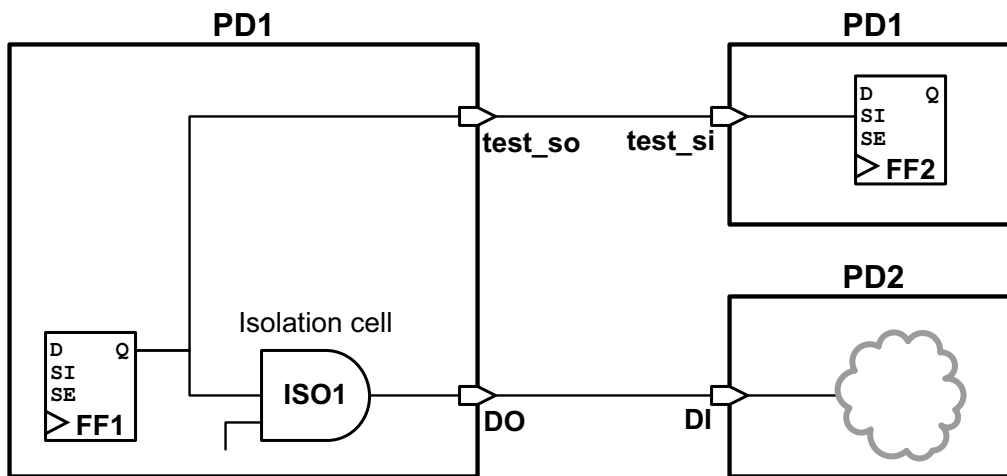 PD1
PD1
D Q
SI
SE
FF2
test_so
test_si
PD2
Isolation cell
D Q
SI
SE
FF1
ISO1
DO
DI